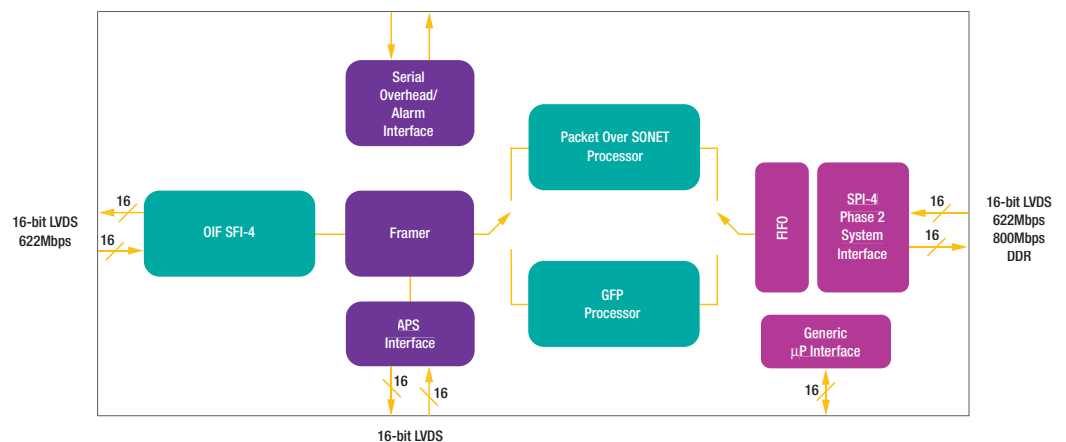 Serial
Overhead/
Alarm
Interface
Packet Over SONET
Processor
16-bit LVDS
622Mbps
16
16
OIF SFI-4
Framer
FIFO
SPI-4
Phase 2
System
Interface
16
16
16-bit LVDS
622Mbps
800Mbps
DDR
GFP
Processor
APS
Interface
Generic
µP Interface
16
16
16
16-bit LVDS